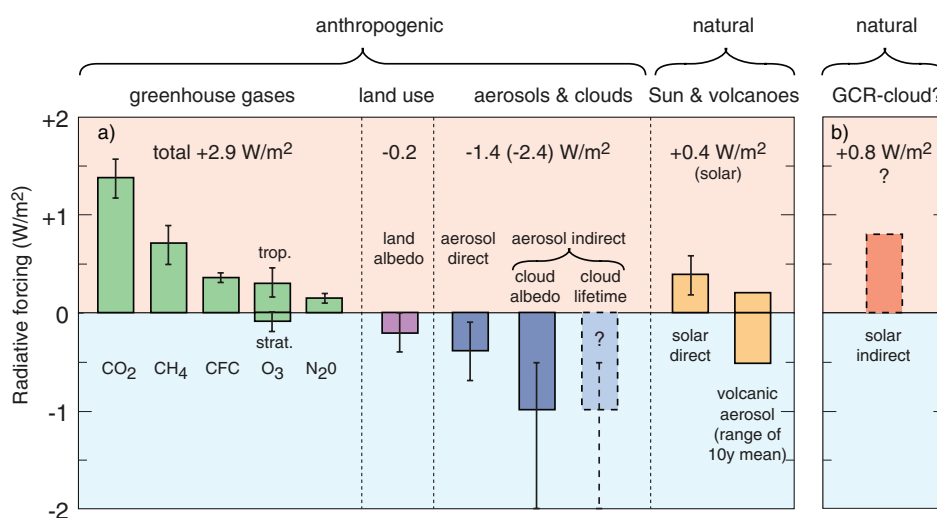 anthropogenic
natural
natural
greenhouse gases
land use
aerosols & clouds
Sun & volcanoes
GCR-cloud?
+2
a)
b)
total +2.9 W/m2
-0.2
-1.4 (-2.4) W/m2
+0.4 W/m2
(solar)
+0.8 W/m2
?
Radiative forcing (W/m2)
+1
trop.
land
albedo
aerosol
direct
aerosol indirect
cloud
albedo
cloud
lifetime
0
strat.
?
solar
direct
solar
indirect
CO2
CH4
CFC
O3
N20
-1
volcanic
aerosol
(range of
10y mean)
-2